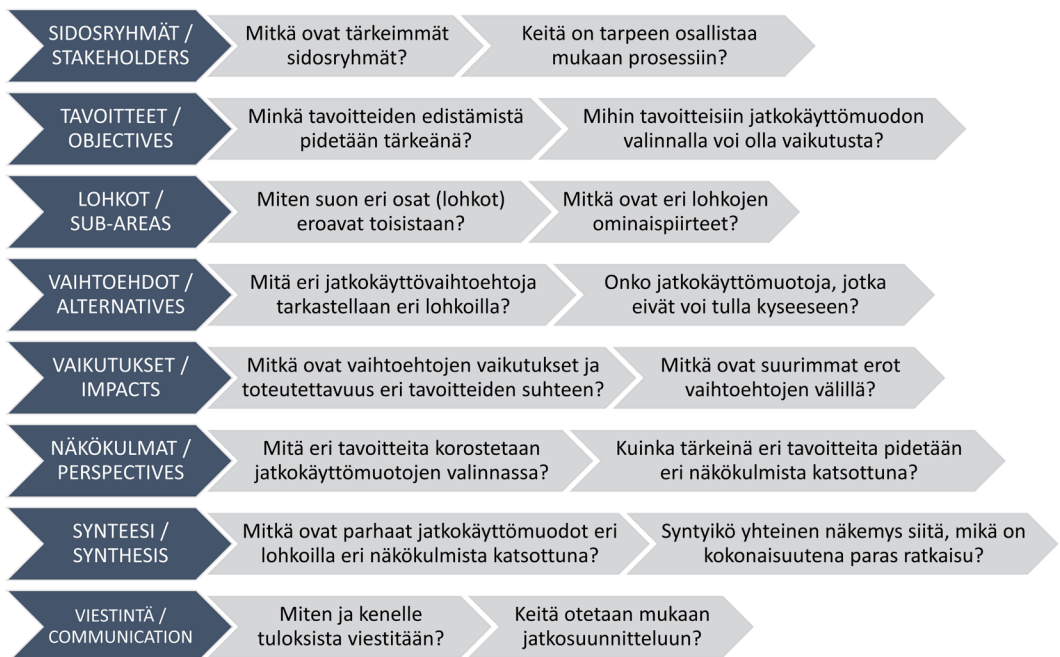 SIDOSRYHMÄT /
STAKEHOLDERS
Mitkä ovat tärkeimmät
sidosryhmät?
Keitä on tarpeen osallistaa
mukaan prosessiin?
TAVOITTEET /
OBJECTIVES
Minkä tavoitteiden edistämistä
pidetään tärkeänä?
Mihin tavoitteisiin jatkokäyttömuodon
valinnalla voi olla vaikutusta?
LOHKOT /
SUB-AREAS
Miten suon eri osat (lohkot)
eroavat toisistaan?
Mitkä ovat eri lohkojen
ominaispiirteet?
VAIHTOEHDOT /
ALTERNATIVES
Mitä eri jatkokäyttövaihtoehtoja
tarkastellaan eri lohkoilla?
Onko jatkokäyttömuotoja, jotka
eivät voi tulla kyseeseen?
VAIKUTUKSET /
IMPACTS
Mitkä ovat vaihtoehtojen vaikutukset ja
toteutettavuus eri tavoitteiden suhteen?
Mitkä ovat suurimmat erot
vaihtoehtojen välillä?
NÄKÖKULMAT /
PERSPECTIVES
Mitä eri tavoitteita korostetaan
jatkokäyttömuotojen valinnassa?
Kuinka tärkeinä eri tavoitteita pidetään
eri näkökulmista katsottuna?
SYNTEESI /
SYNTHESIS
Mitkä ovat parhaat jatkokäyttömuodot eri
lohkoilla eri näkökulmista katsottuna?
Syntyikö yhteinen näkemys siitä, mikä on
kokonaisuutena paras ratkaisu?
VIESTINTÄ /
COMMUNICATION
Miten ja kenelle
tuloksista viestitään?
Keitä otetaan mukaan
jatkosuunnitteluun?